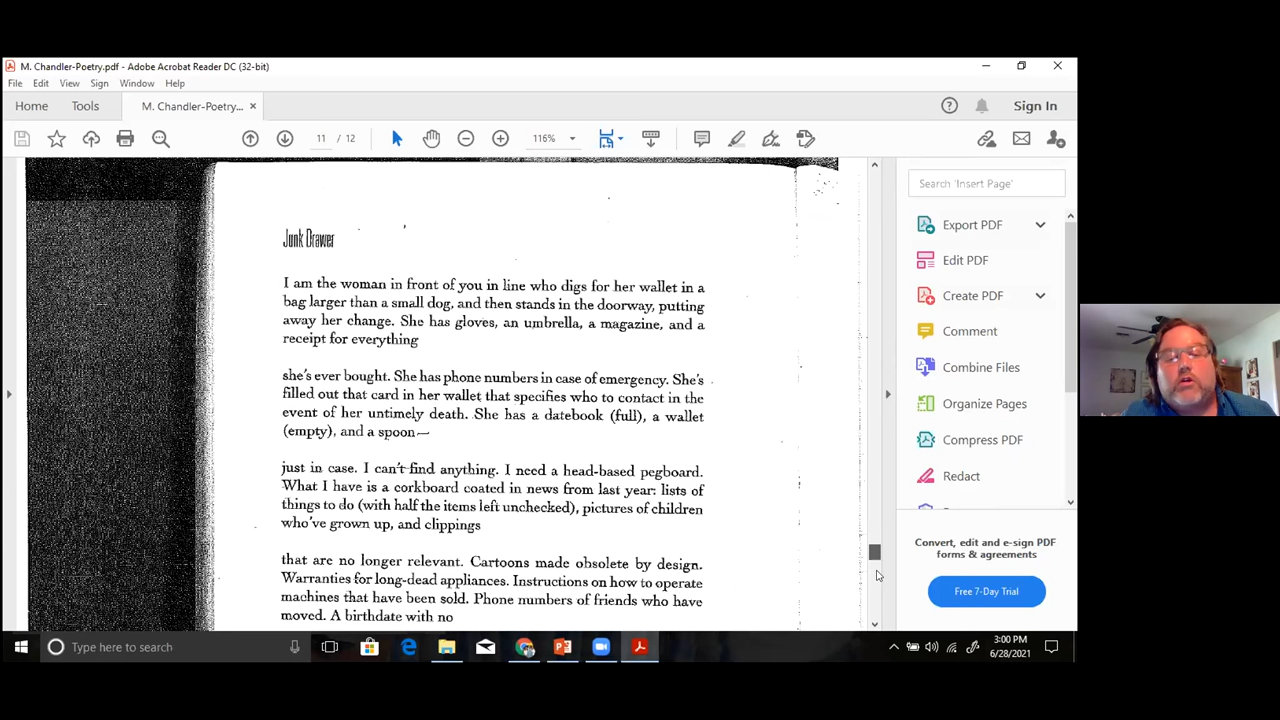 M. Chandler-Poetry.pdf - Adobe Acrobat Reader DC (32-bit)
File Edit View Sign Window Help
Home Tools M. Chandler-Poetry... × Sign In
11 / 12 116%
Search 'Insert Page'
Export PDF
Edit PDF
Create PDF
Comment
Combine Files
Organize Pages
Compress PDF
Redact
Convert, edit and e-sign PDF
forms & agreements
Free 7-Day Trial
Junk Drawer
I am the woman in front of you in line who digs for her wallet in a
bag larger than a small dog, and then stands in the doorway, putting
away her change. She has gloves, an umbrella, a magazine, and a
receipt for everything
she's ever bought. She has phone numbers in case of emergency. She's
filled out that card in her wallet that specifies who to contact in the
event of her untimely death. She has a datebook (full), a wallet
(empty), and a spoon—
just in case. I can't find anything. I need a head-based pegboard.
What I have is a corkboard coated in news from last year: lists of
things to do (with half the items left unchecked), pictures of children
who've grown up, and clippings
that are no longer relevant. Cartoons made obsolete by design.
Warranties for long-dead appliances. Instructions on how to operate
machines that have been sold. Phone numbers of friends who have
moved. A birthdate with no
Type here to search
3:00 PM
6/28/2021